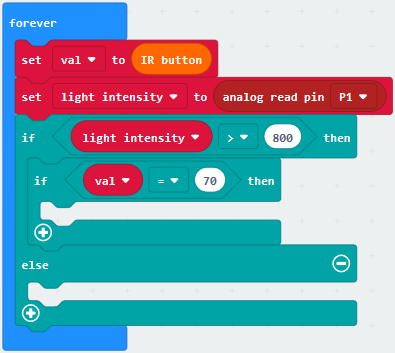 forever
set val to IR button
set light intensity to analog read pin P1
if light intensity > 800 then
if val = 70 then
else